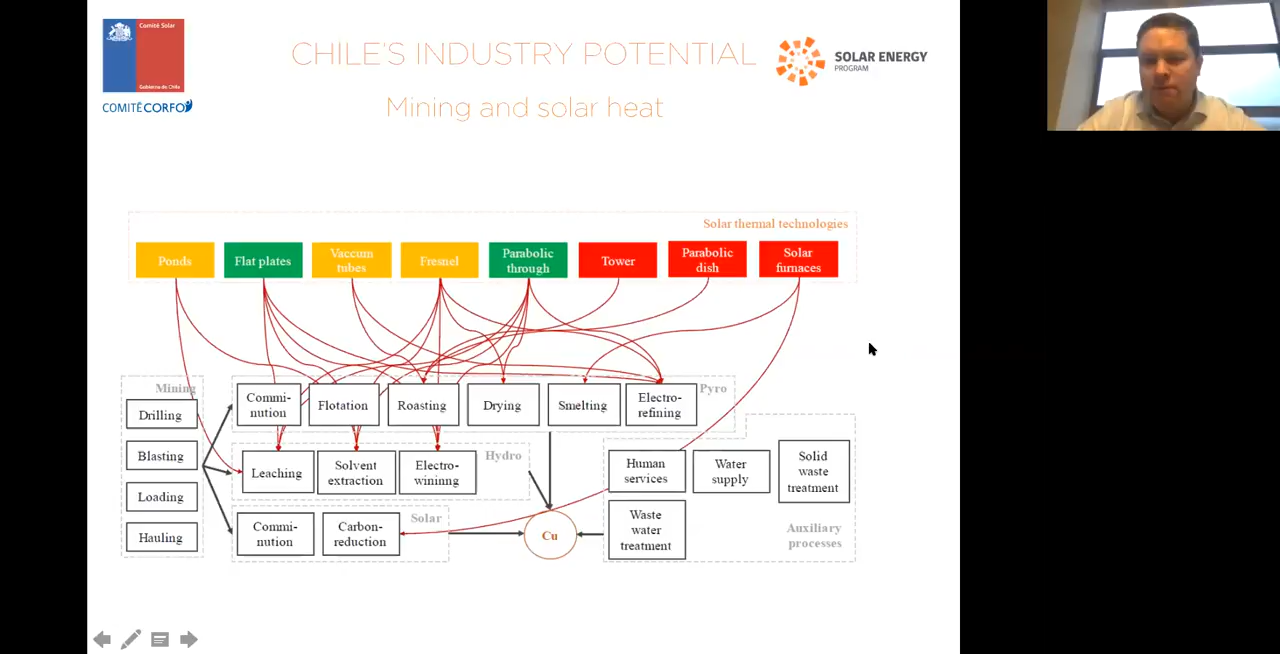 Comité Solar
Gobierno de Chile
COMITÉCORFO
CHILE'S INDUSTRY POTENTIAL
Mining and solar heat
SOLAR ENERGY
PROGRAM
Solar thermal technologies
Ponds
Flat plates
Vaccum
tubes
Fresnel
Parabolic
through
Tower
Parabolic
dish
Solar
furnaces
Mining
Drilling
Blasting
Loading
Hauling
Pyro
Commi-
nution
Flotation
Roasting
Drying
Smelting
Electro-
refining
Hydro
Leaching
Solvent
extraction
Electro-
wininng
Solar
Commi-
nution
Carbon-
reduction
Cu
Human
services
Water
supply
Solid
waste
treatment
Waste
water
treatment
Auxiliary
processes